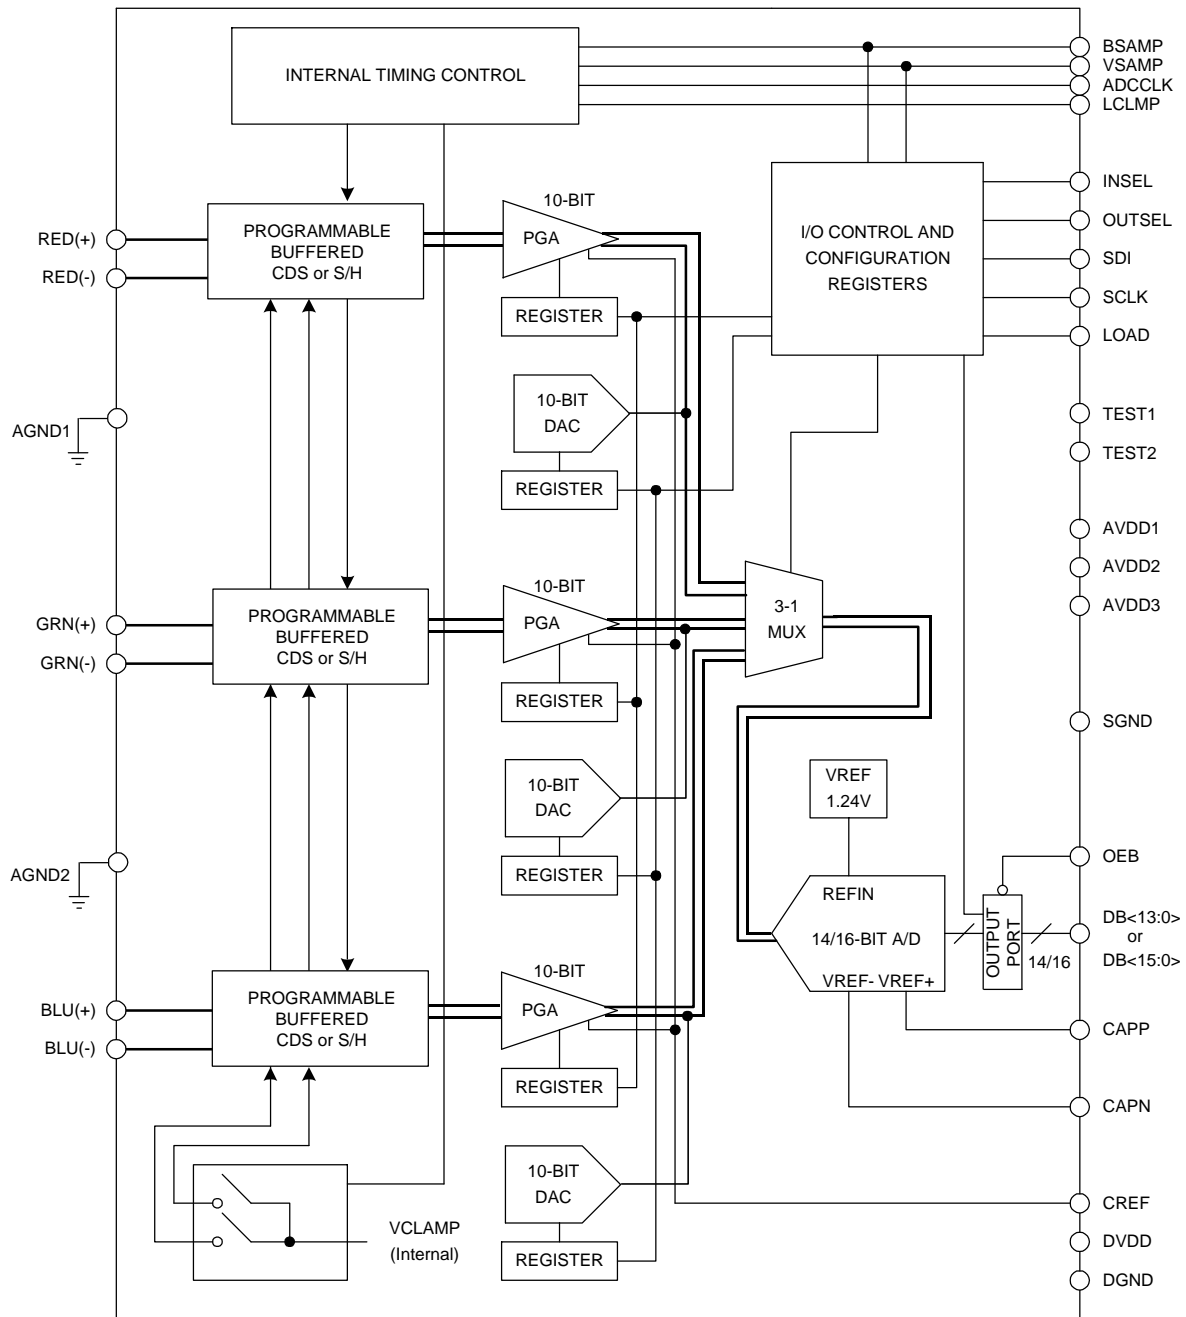 BSAMP
VSAMP
ADCCLK
LCLMP
INTERNAL TIMING CONTROL
INSEL
OUTSEL
SDI
SCLK
LOAD
I/O CONTROL AND
CONFIGURATION
REGISTERS
RED(+)
RED(-)
PROGRAMMABLE
BUFFERED
CDS or S/H
10-BIT
PGA
REGISTER
10-BIT
DAC
REGISTER
AGND1
TEST1
TEST2
AVDD1
AVDD2
AVDD3
GRN(+)
GRN(-)
PROGRAMMABLE
BUFFERED
CDS or S/H
10-BIT
PGA
REGISTER
3-1
MUX
SGND
10-BIT
DAC
REGISTER
VREF
1.24V
AGND2
OEB
REFIN
14/16-BIT A/D
VREF- VREF+
OUTPUT
PORT
14/16
DB<13:0>
or
DB<15:0>
BLU(+)
BLU(-)
PROGRAMMABLE
BUFFERED
CDS or S/H
10-BIT
PGA
REGISTER
CAPP
CAPN
10-BIT
DAC
REGISTER
VCLAMP
(Internal)
CREF
DVDD
DGND